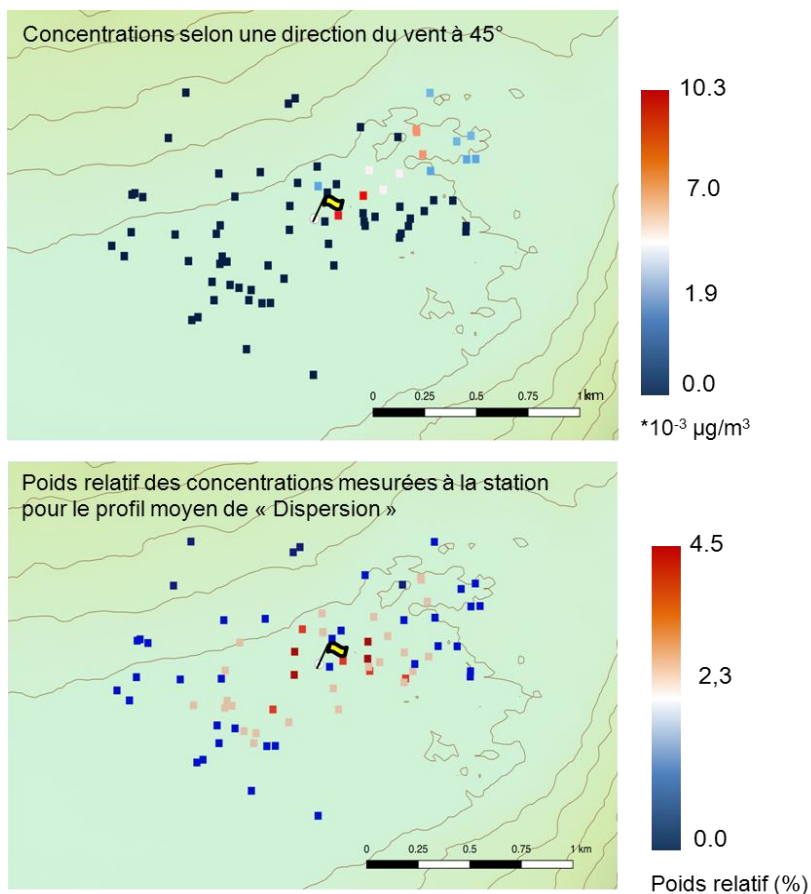 Concentrations selon une direction du vent à 45°
10.3
7.0
1.9
0.0
*10⁻³ µg/m³
0 0.25 0.5 0.75 1 km
Poids relatif des concentrations mesurées à la station
pour le profil moyen de « Dispersion »
4.5
2,3
0.0
Poids relatif (%)
0 0.25 0.5 0.75 1 km